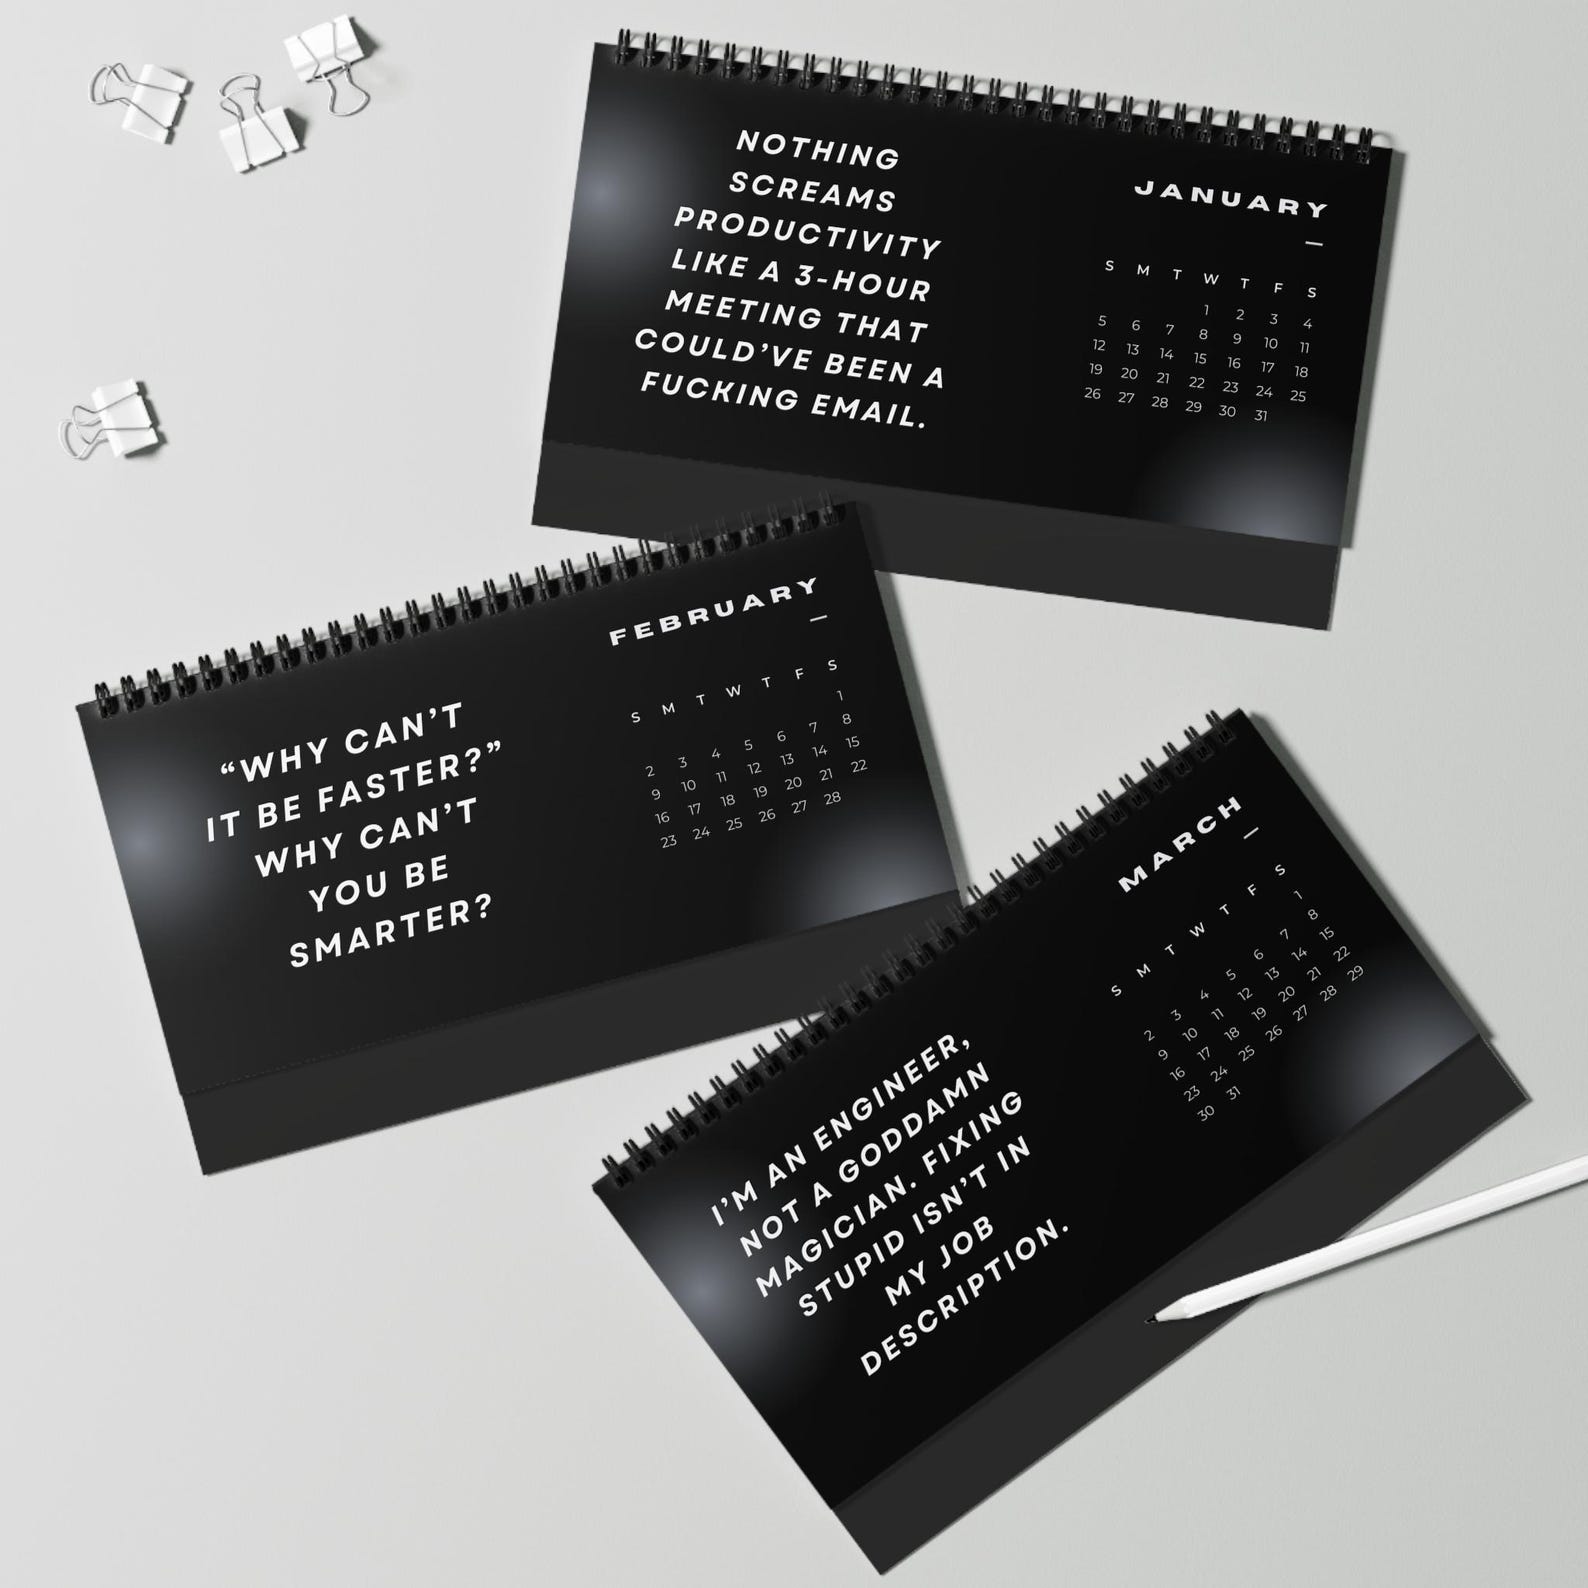 NOTHING
SCREAMS
PRODUCTIVITY
LIKE A 3-HOUR
MEETING THAT
COULD’VE BEEN A
FUCKING EMAIL.
JANUARY
S M T W T F S
1 2 3 4
5 6 7 8 9 10 11
12 13 14 15 16 17 18
19 20 21 22 23 24 25
26 27 28 29 30 31
“WHY CAN’T
IT BE FASTER?”
WHY CAN’T
YOU BE
SMARTER?
FEBRUARY
S M T W T F S
1
2 3 4 5 6 7 8
9 10 11 12 13 14 15
16 17 18 19 20 21 22
23 24 25 26 27 28
I’M AN ENGINEER,
NOT A GODDAMN
MAGICIAN. FIXING
STUPID ISN’T IN
MY JOB
DESCRIPTION.
MARCH
S M T W T F S
1
2 3 4 5 6 7 8
9 10 11 12 13 14 15
16 17 18 19 20 21 22
23 24 25 26 27 28 29
30 31